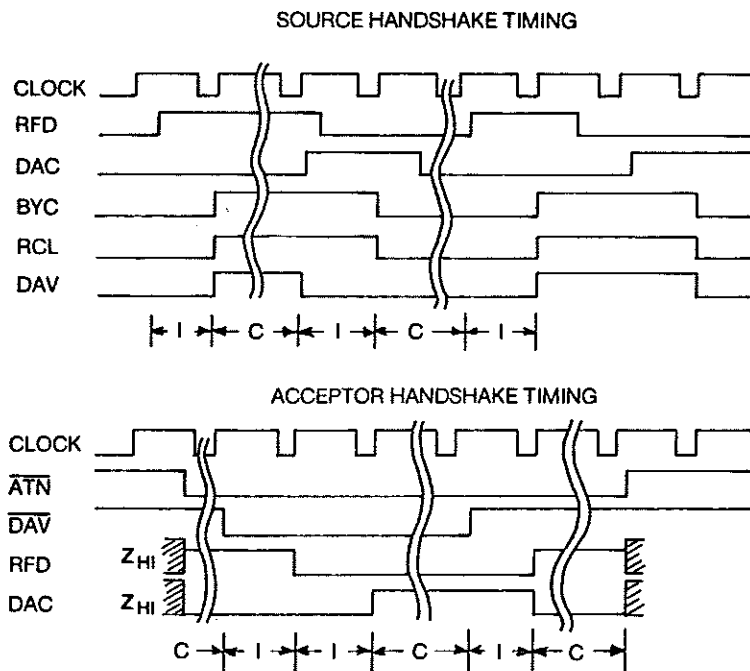 SOURCE HANDSHAKE TIMING
CLOCK
RFD
DAC
BYC
RCL
DAV
I C I C I
ACCEPTOR HANDSHAKE TIMING
CLOCK
ATN
DAV
RFD ZHI
DAC ZHI
C I I C I C